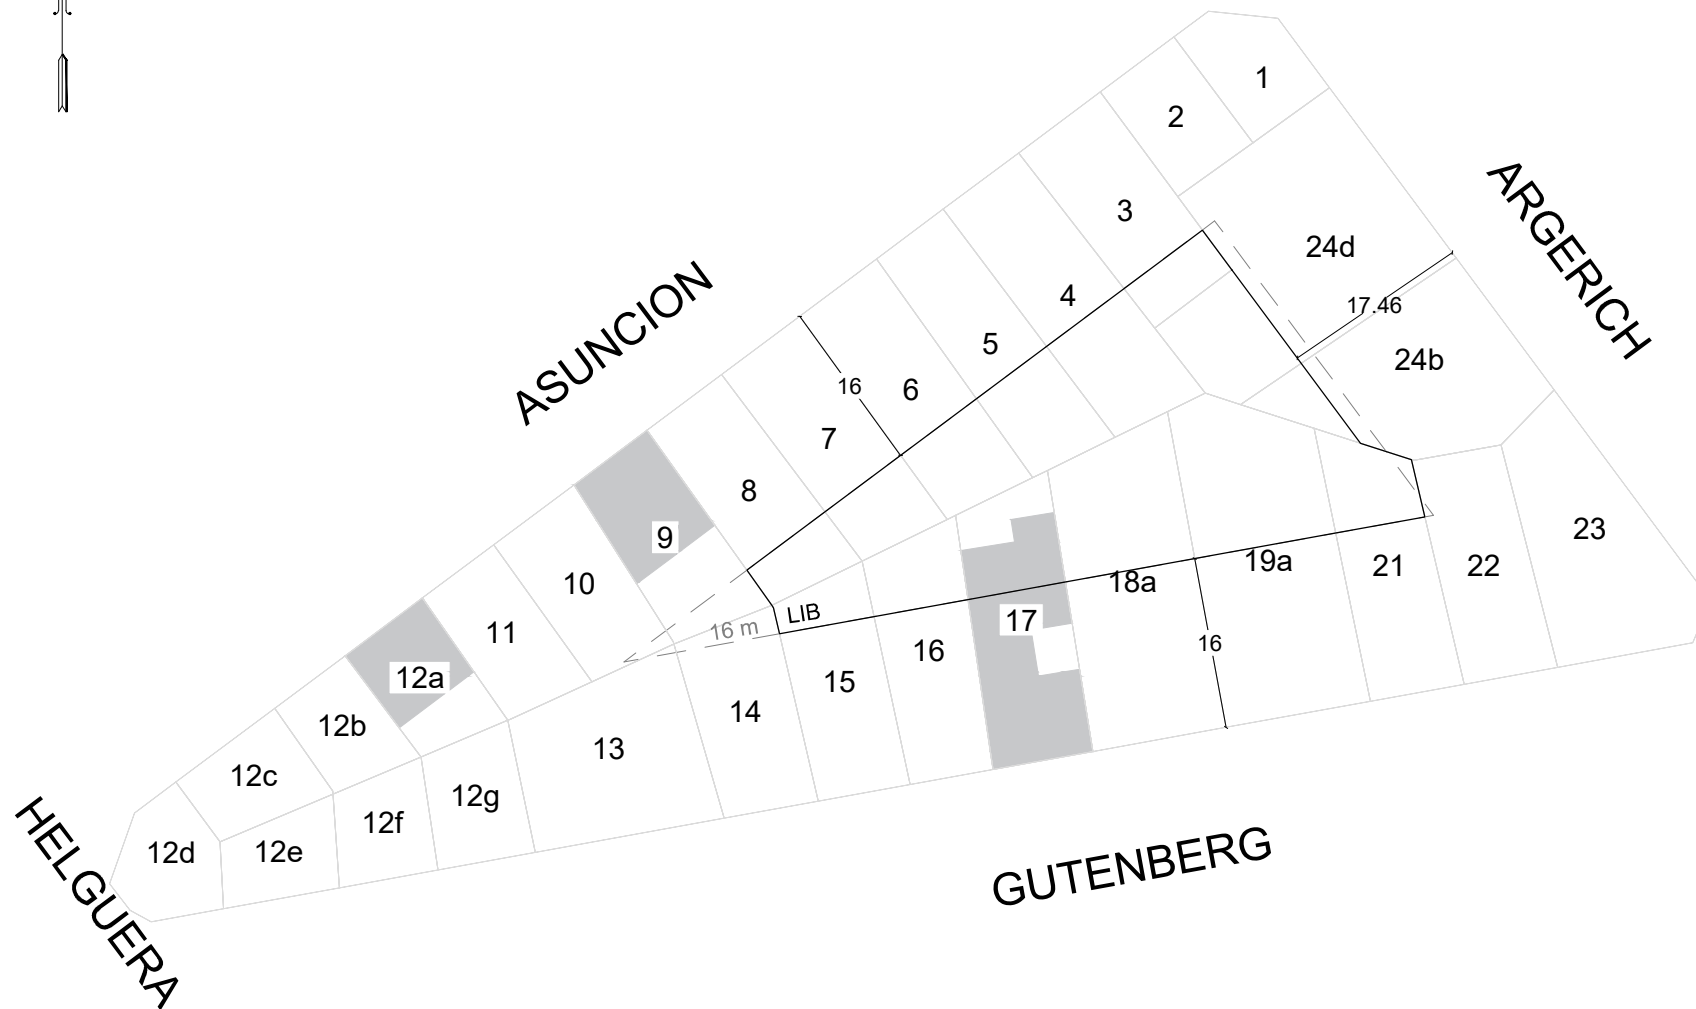 1
2
3
ARGERICH
24d
ASUNCION
4
17.46
5
24b
16
6
7
8
9
23
10
19a
21
22
18a
LIB
17
16 m
11
16
16
12a
15
14
12b
13
12c
12g
12f
HELGUERA
12d
12e
GUTENBERG